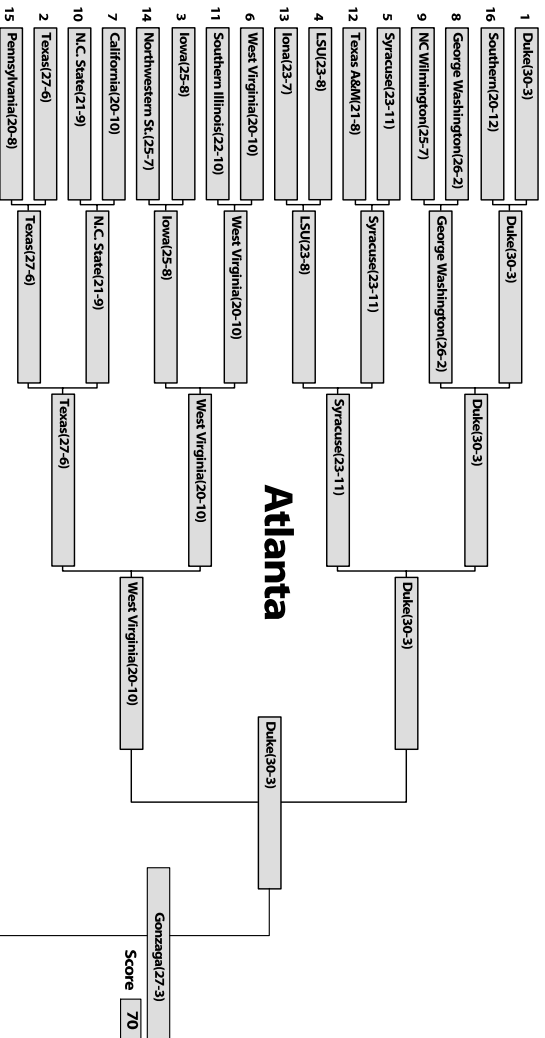 1 Duke(30-3)
16 Southern(20-12)
8 George Washington(26-2)
9 NC Wilmington(25-7)
5 Syracuse(23-11)
12 Texas A&M(21-8)
4 LSU(23-8)
13 Iona(23-7)
6 West Virginia(20-10)
11 Southern Illinois(22-10)
3 Iowa(25-8)
14 Northwestern St.(25-7)
7 California(20-10)
10 N.C. State(21-9)
2 Texas(27-6)
15 Pennsylvania(20-8)
Duke(30-3)
George Washington(26-2)
Syracuse(23-11)
LSU(23-8)
West Virginia(20-10)
Iowa(25-8)
N.C. State(21-9)
Texas(27-6)
Duke(30-3)
Syracuse(23-11)
West Virginia(20-10)
Texas(27-6)
Atlanta
Duke(30-3)
West Virginia(20-10)
Duke(30-3)
Gonzaga(27-3)
Score 70